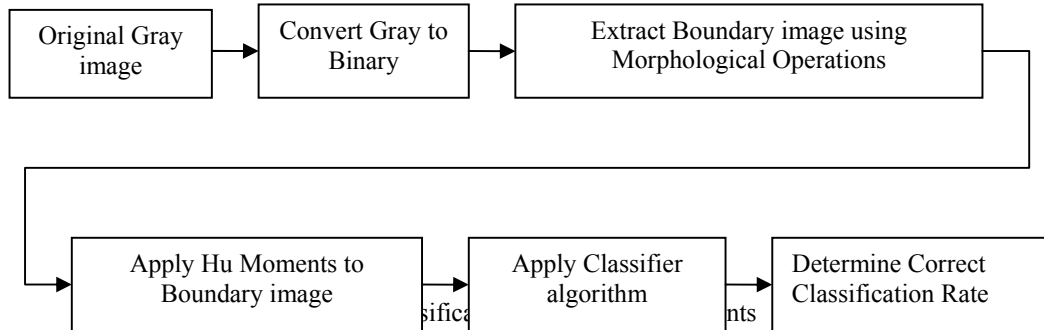 Original Gray
image
Convert Gray to
Binary
Extract Boundary image using
Morphological Operations
Apply Hu Moments to
Boundary image
Apply Classifier
algorithm
Determine Correct
Classification Rate